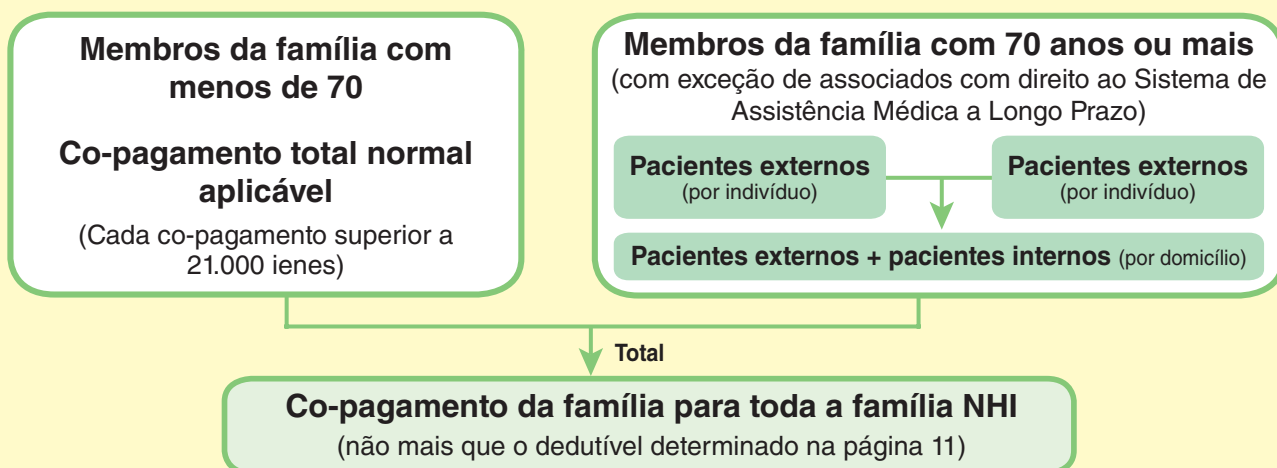 Membros da família com
menos de 70
Co-pagamento total normal
aplicável
(Cada co-pagamento superior a
21.000 ienes)
Membros da família com 70 anos ou mais
(com exceção de associados com direito ao Sistema de
Assistência Médica a Longo Prazo)
Pacientes externos
(por indivíduo)
Pacientes externos
(por indivíduo)
Pacientes externos + pacientes internos (por domicílio)
Total
Co-pagamento da família para toda a família NHI
(não mais que o dedutível determinado na página 11)